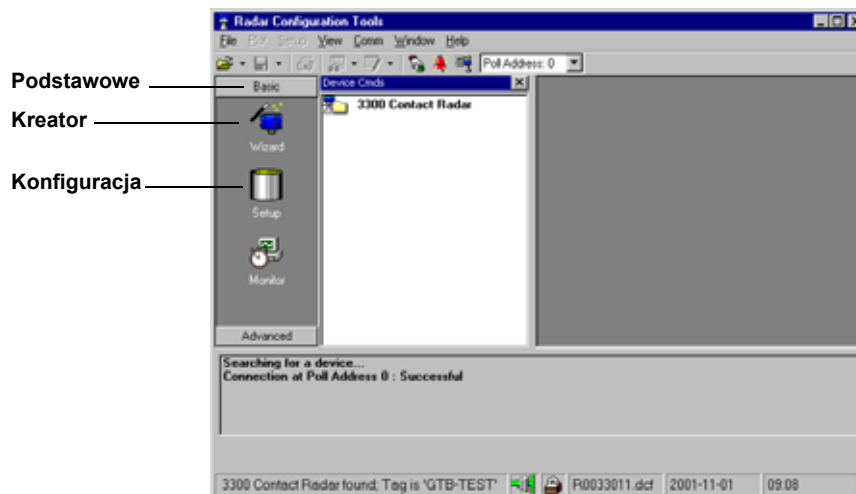 Radar Configuration Tools
File Edit Setup View Comm Window Help
Poll Address: 0
Podstawowe
Basic
Device Cmds
3300 Contact Radar
Kreator
Wizard
Konfiguracja
Setup
Monitor
Advanced
Searching for a device...
Connection at Poll Address 0 : Successful
3300 Contact Radar found; Tag is 'GTB-TEST'
R0033011.dcf
2001-11-01
09:08